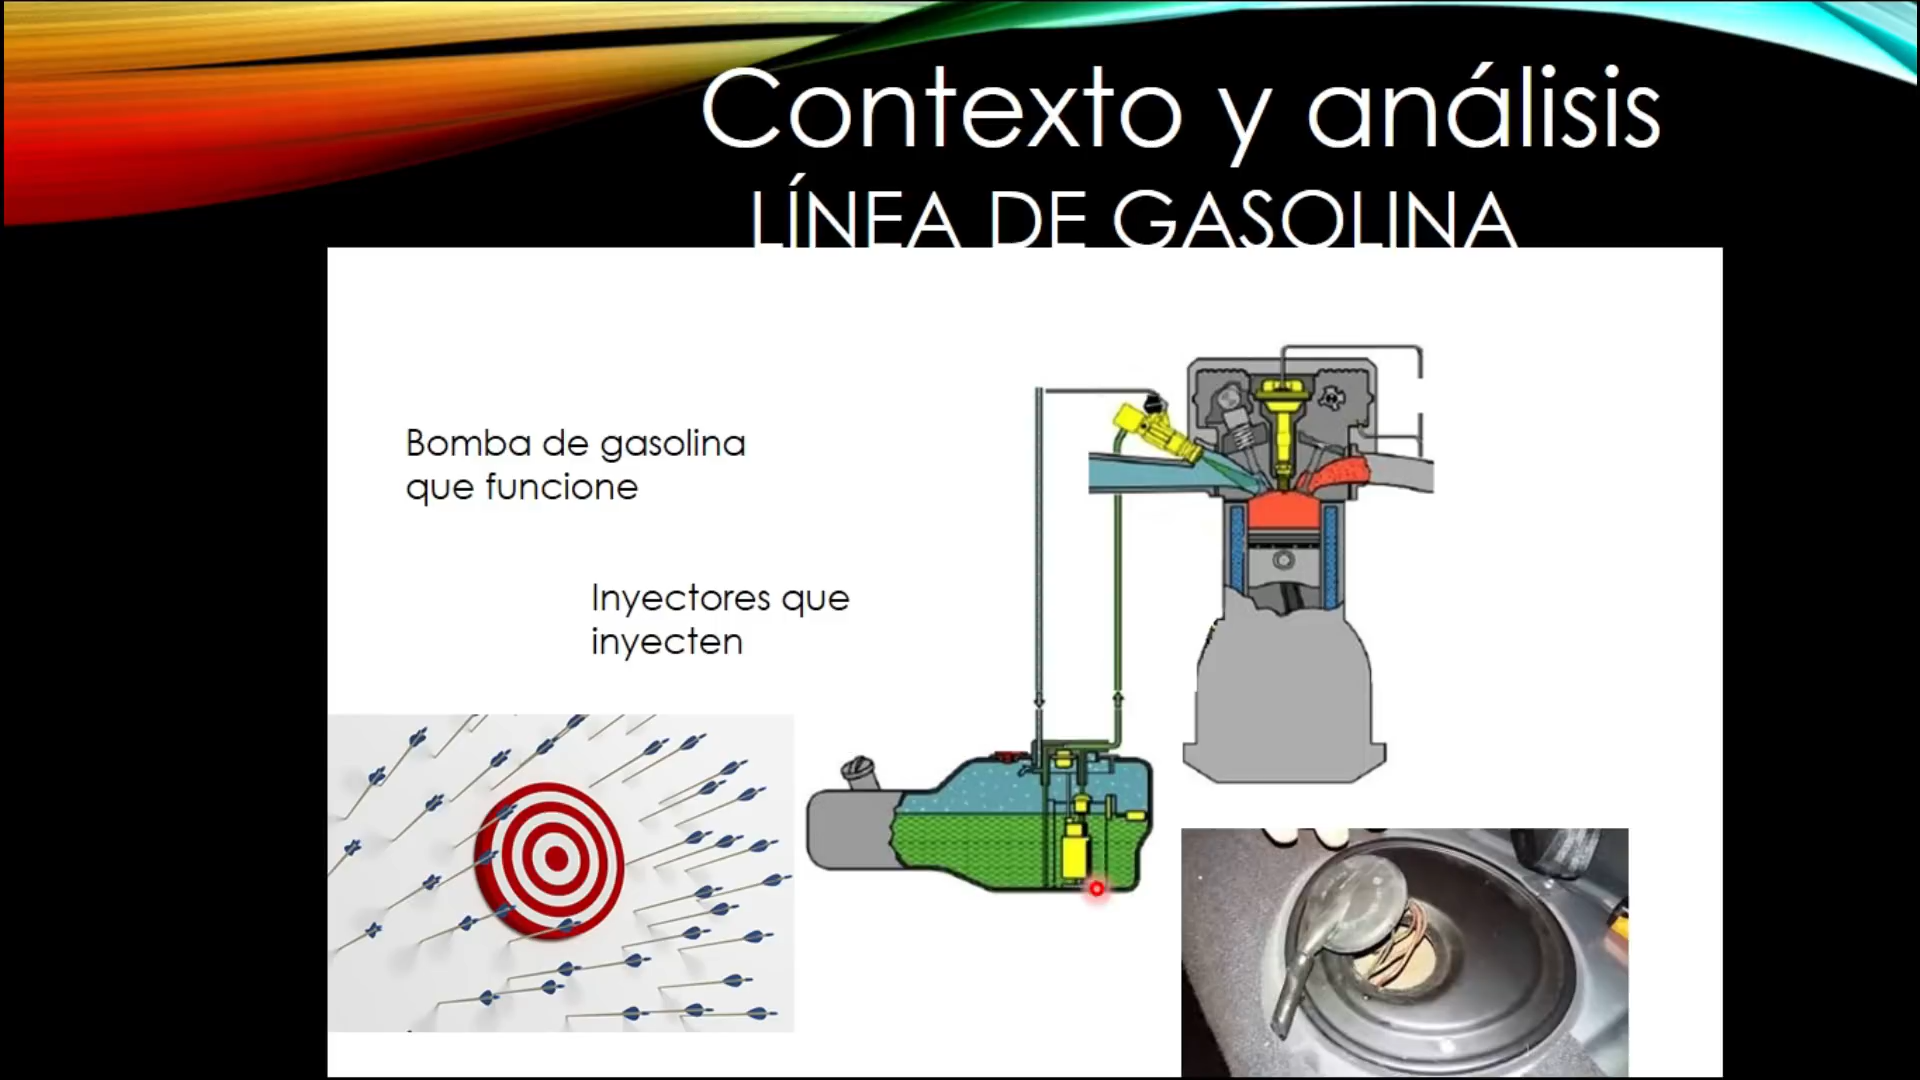 Contexto y análisis
LÍNEA DE GASOLINA
Bomba de gasolina
que funcione
Inyectores que
inyecten